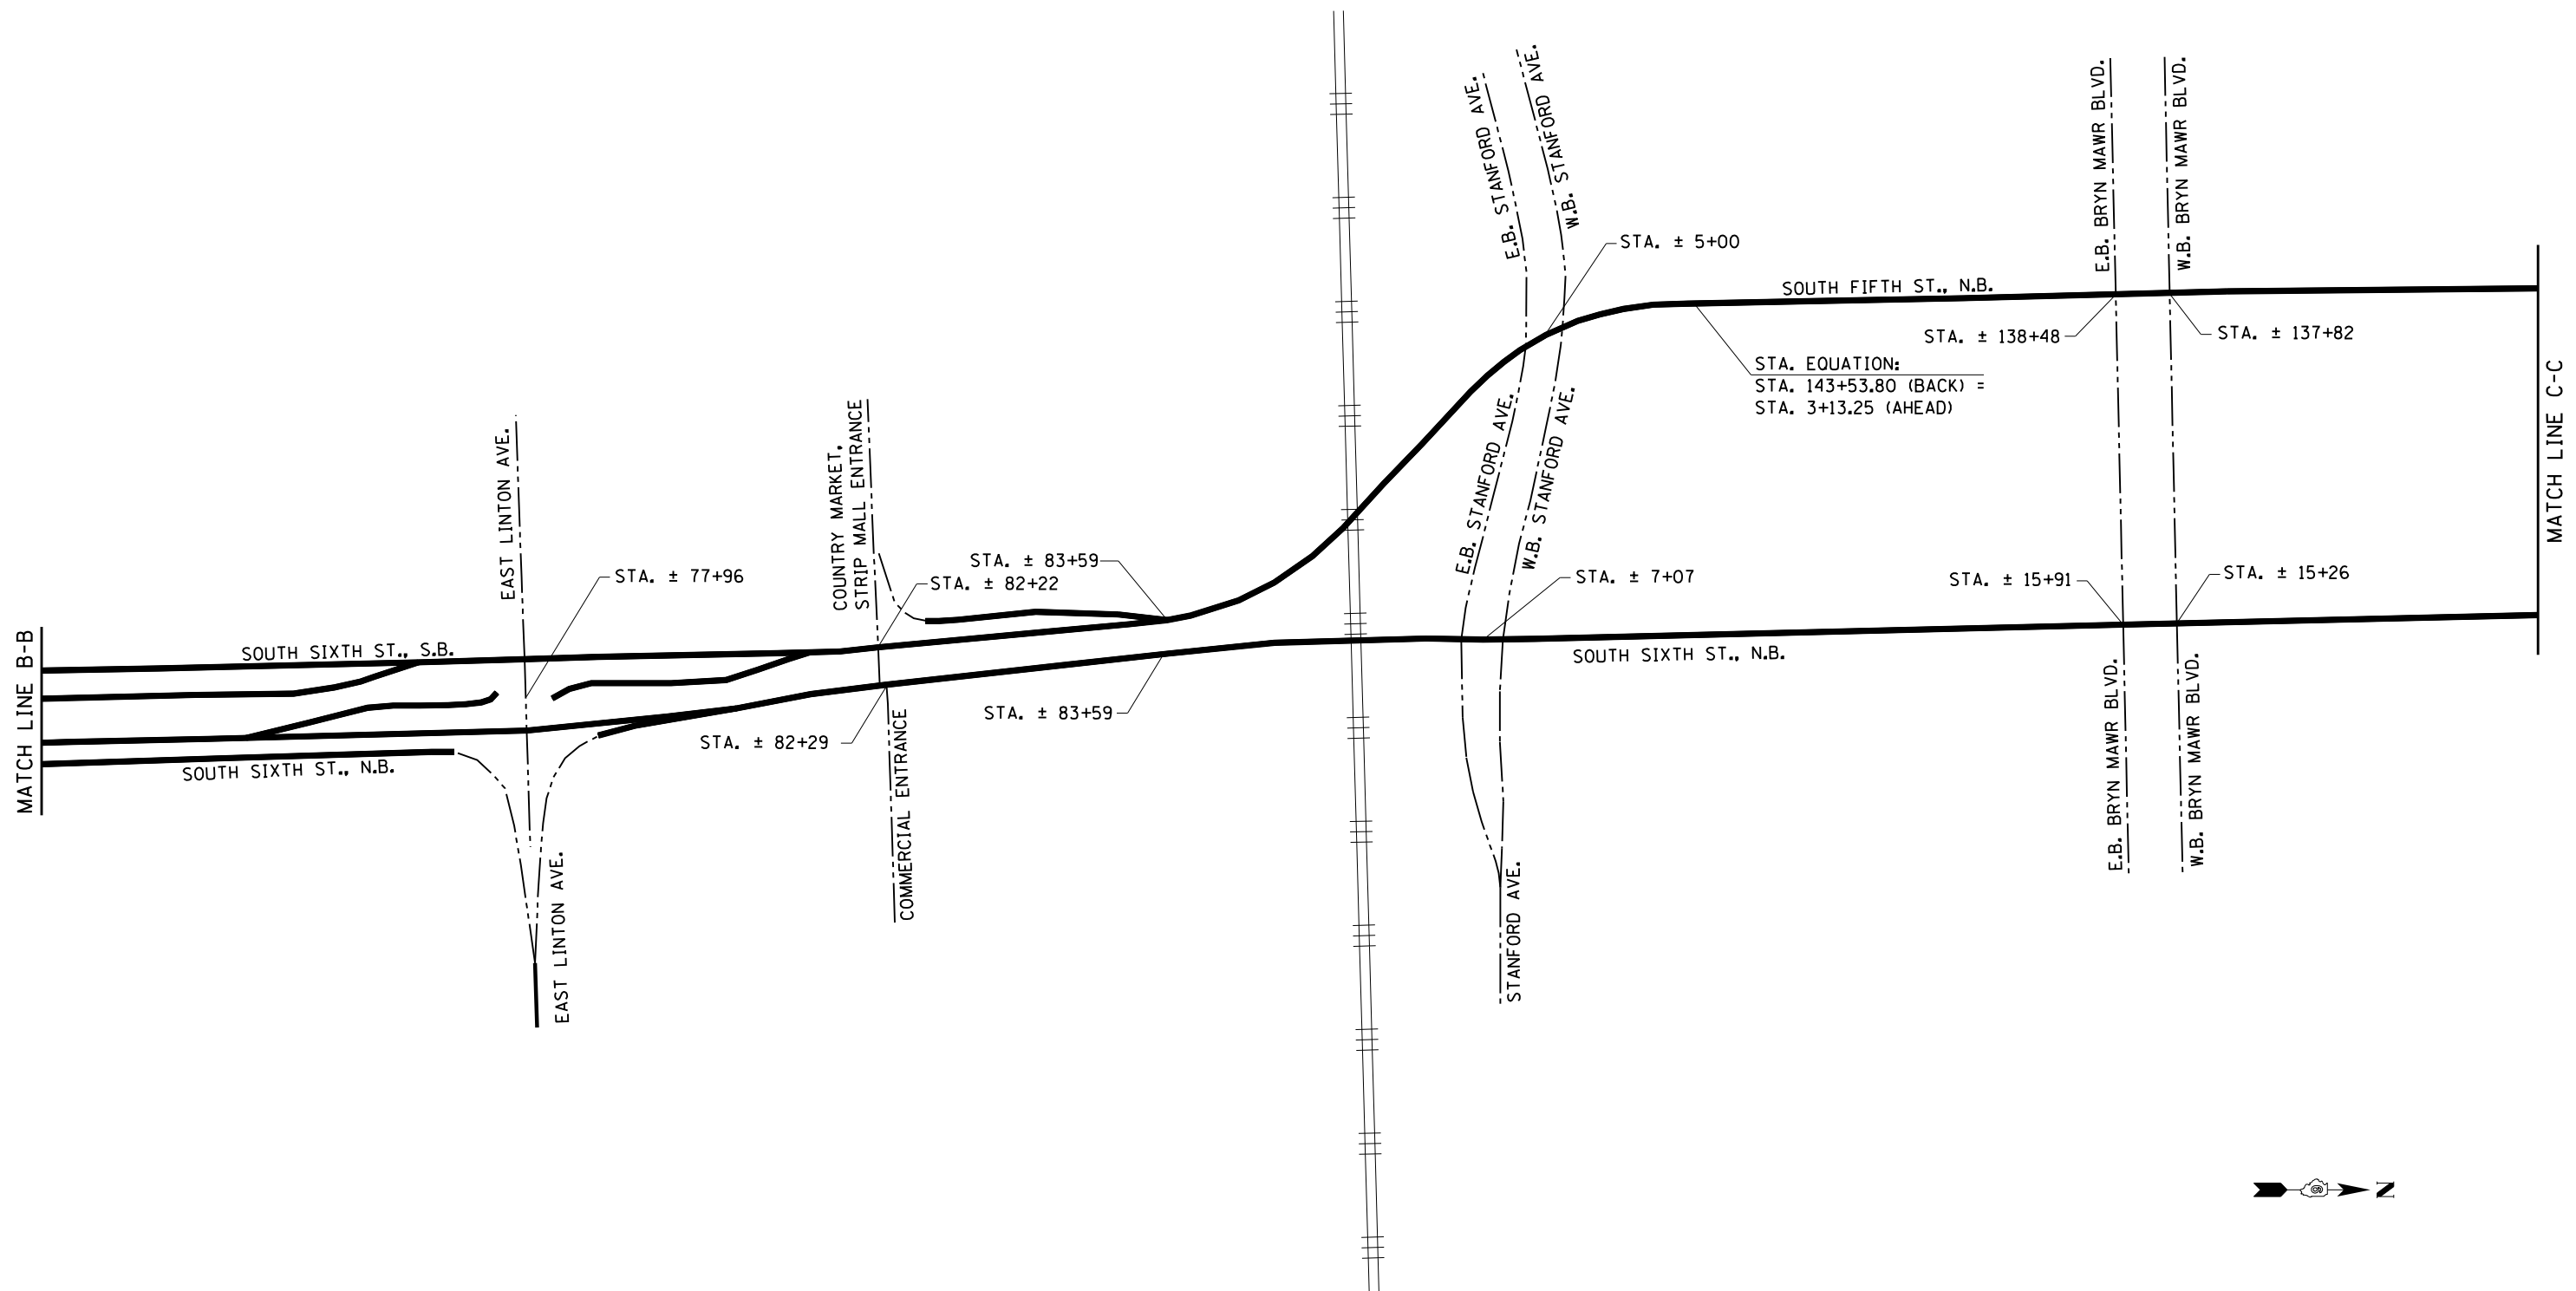 E.B. STANFORD AVE.
W.B. STANFORD AVE.
E.B. BRYN MAWR BLVD.
W.B. BRYN MAWR BLVD.
STA. ± 5+00
SOUTH FIFTH ST., N.B.
STA. ± 138+48
STA. ± 137+82
STA. EQUATION:
STA. 143+53.80 (BACK) =
STA. 3+13.25 (AHEAD)
MATCH LINE C-C
EAST LINTON AVE.
COUNTRY MARKET,
STRIP MALL ENTRANCE
E.B. STANFORD AVE.
W.B. STANFORD AVE.
STA. ± 77+96
STA. ± 83+59
STA. ± 82+22
STA. ± 7+07
STA. ± 15+91
STA. ± 15+26
MATCH LINE B-B
SOUTH SIXTH ST., S.B.
SOUTH SIXTH ST., N.B.
STA. ± 83+59
STA. ± 82+29
SOUTH SIXTH ST., N.B.
COMMERCIAL ENTRANCE
E.B. BRYN MAWR BLVD.
W.B. BRYN MAWR BLVD.
EAST LINTON AVE.
STANFORD AVE.
N